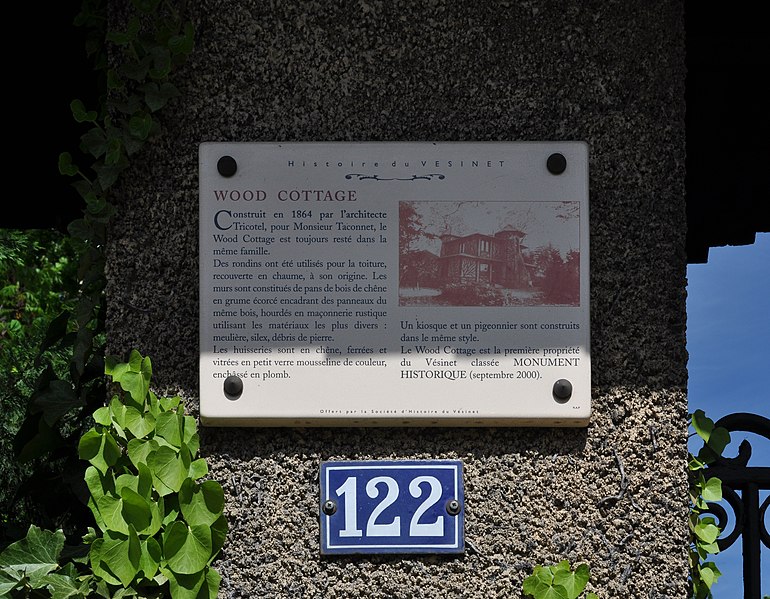 Histoire du VESINET
WOOD COTTAGE
Construit en 1864 par l'architecte
Tricotel, pour Monsieur Taconnet, le
Wood Cottage est toujours resté dans la
même famille.
Des rondins ont été utilisés pour la toiture,
recouverte en chaume, à son origine. Les
murs sont constitués de pans de bois de chêne
en grume écorcé encadrant des panneaux du
même bois, hourdés en maçonnerie rustique
utilisant les matériaux les plus divers :
meulière, silex, débris de pierre.
Les huisseries sont en chêne, ferrées et
vitrées en petit verre mousseline de couleur,
enchâssé en plomb.
Un kiosque et un pigeonnier sont construits
dans le même style.
Le Wood Cottage est la première propriété
du Vésinet classée MONUMENT
HISTORIQUE (septembre 2000).
Offert par la Société d'Histoire du Vésinet
122